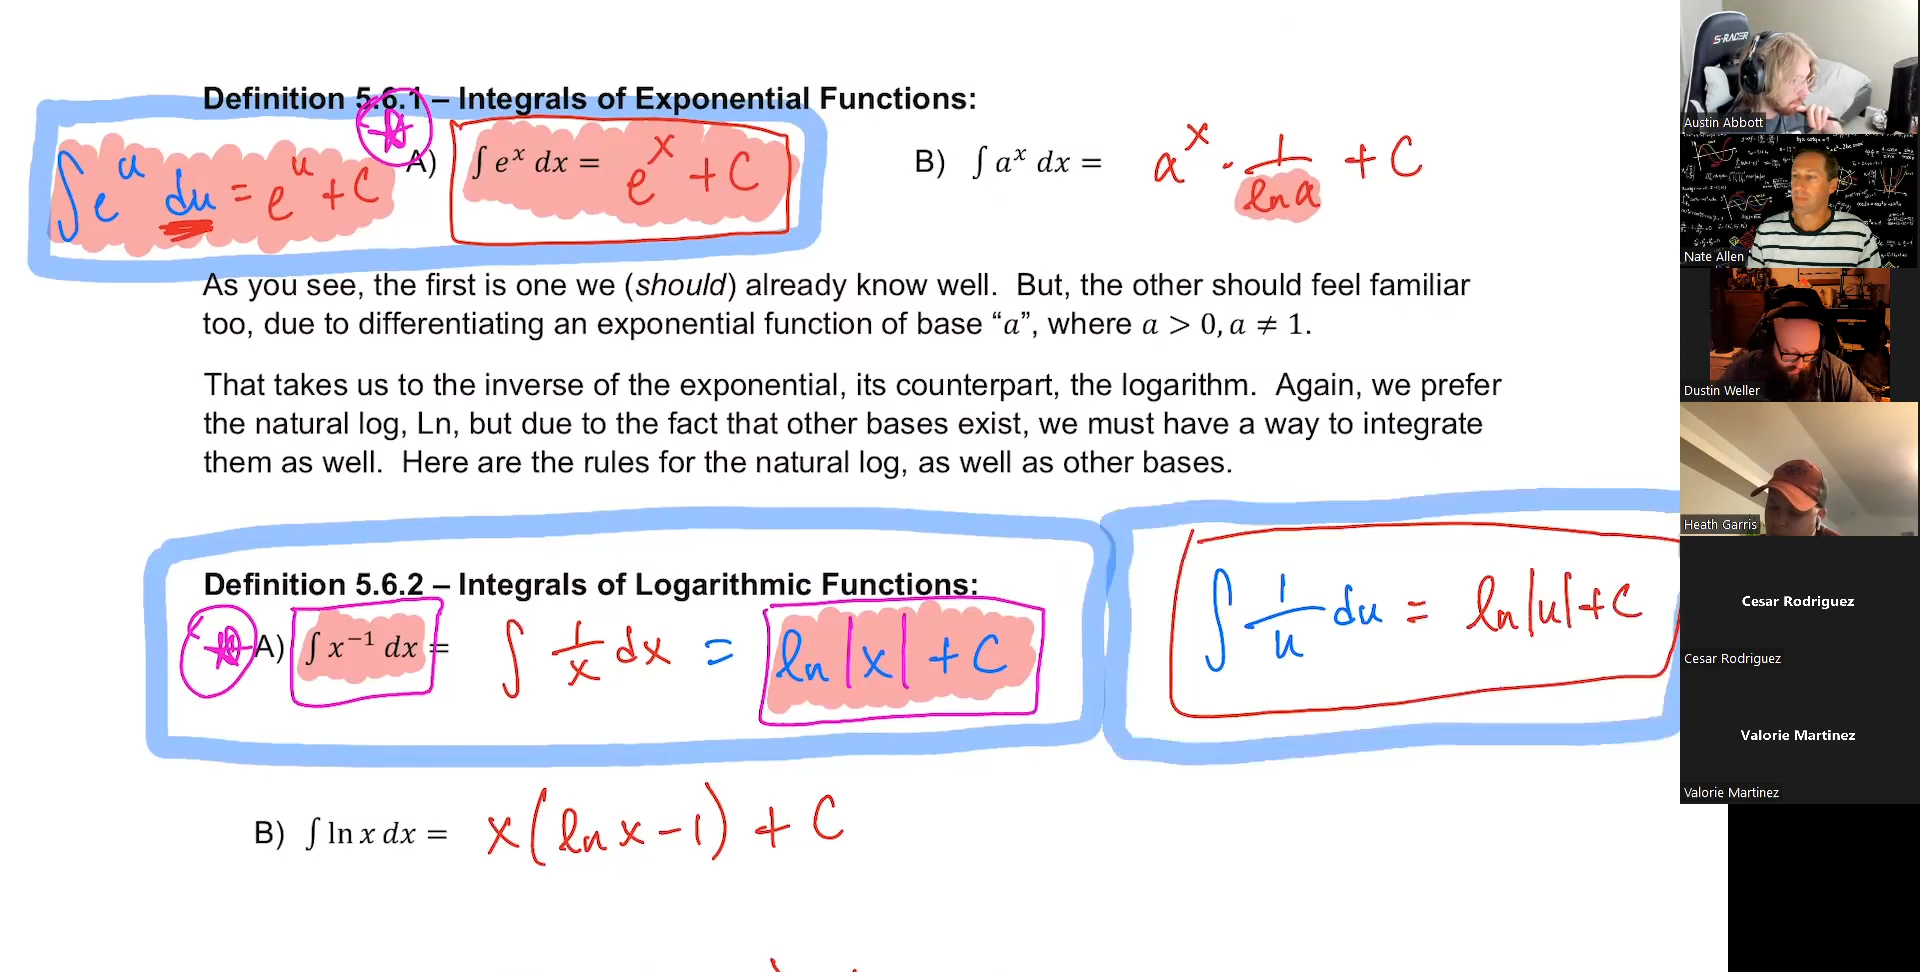 Definition 5.6.1 – Integrals of Exponential Functions:
∫ e^u du = e^u + C
A) ∫ e^x dx = e^x + C
B) ∫ a^x dx = a^x · 1/ln a + C
As you see, the first is one we (should) already know well. But, the other should feel familiar
too, due to differentiating an exponential function of base “a”, where a > 0, a ≠ 1.
That takes us to the inverse of the exponential, its counterpart, the logarithm. Again, we prefer
the natural log, Ln, but due to the fact that other bases exist, we must have a way to integrate
them as well. Here are the rules for the natural log, as well as other bases.
Definition 5.6.2 – Integrals of Logarithmic Functions:
A) ∫ x^−1 dx = ∫ 1/x dx = ln|x| + C
∫ 1/u du = ln|u| + C
B) ∫ ln x dx = x(ln x − 1) + C
S-RACER
Austin Abbott
Nate Allen
Dustin Weller
Heath Garris
Cesar Rodriguez
Cesar Rodriguez
Valorie Martinez
Valorie Martinez